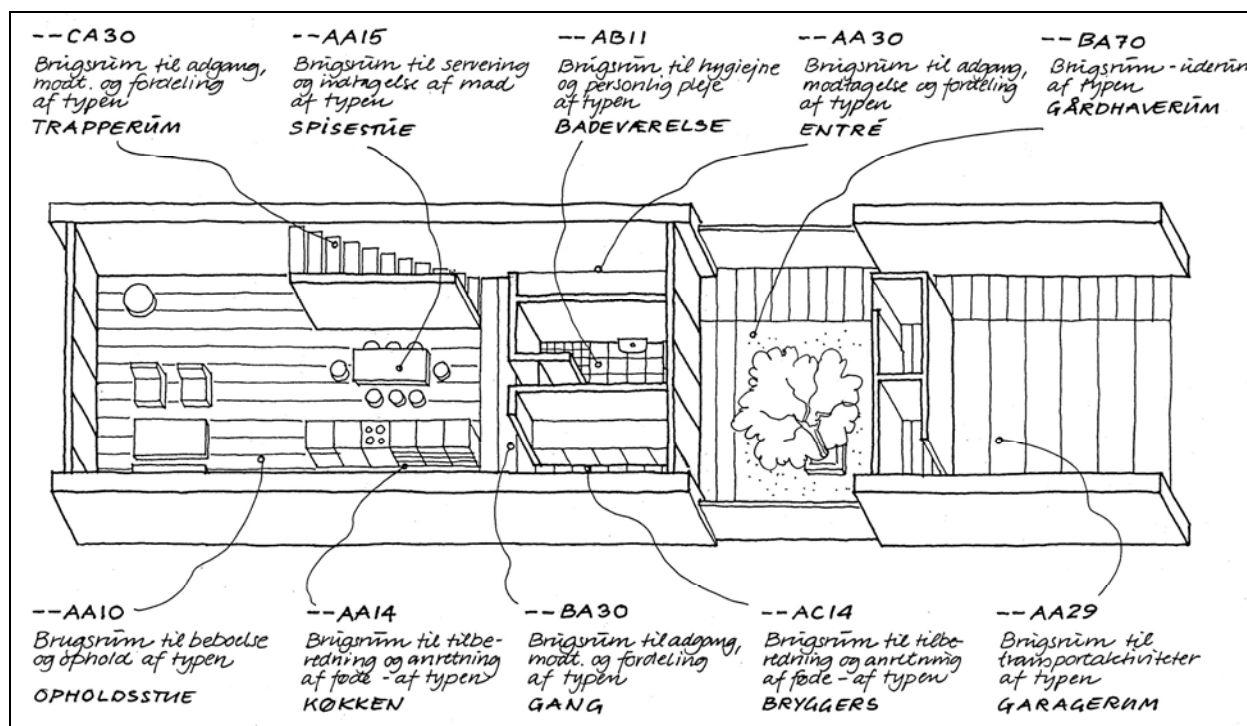 --CA30
Brugsrum til adgang,
modt. og fordeling
af typen
TRAPPERUM
--AA15
Brugsrum til servering
og indtagelse af mad
af typen
SPISESTUE
--AB11
Brugsrum til hygiejne
og personlig pleje
af typen
BADEVÆRELSE
--AA30
Brugsrum til adgang,
modtagelse og fordeling
af typen
ENTRÉ
--BA70
Brugsrum - uderum
af typen
GÅRDHAVERUM
--AA10
Brugsrum til beboelse
og ophold af typen
OPHOLDSSTUE
--AA14
Brugsrum til tilbe-
redning og anretning
af føde - af typen
KØKKEN
--BA30
Brugsrum til adgang,
modt. og fordeling
af typen
GANG
--AC14
Brugsrum til tilbe-
redning og anretning
af føde - af typen
BRYGGERS
--AA29
Brugsrum til
transportaktiviteter
af typen
GARAGERUM